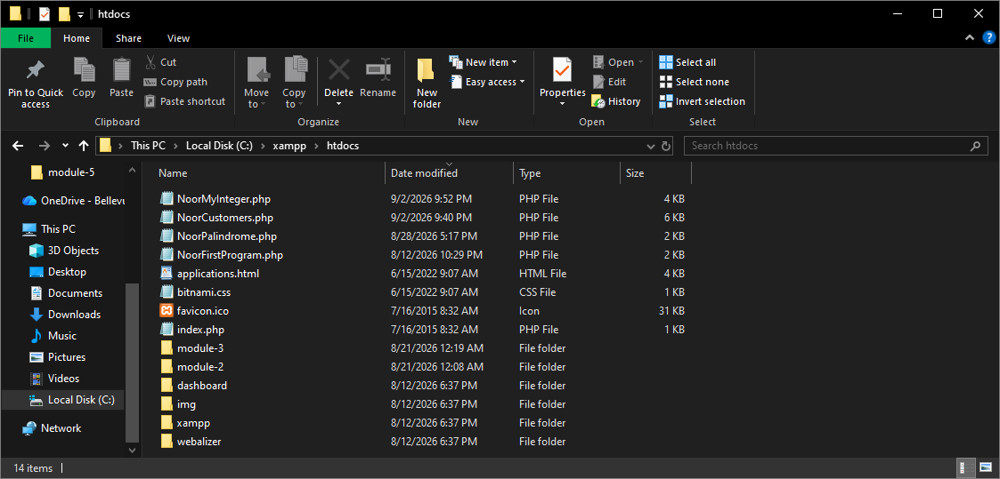 htdocs
File Home Share View
Pin to Quick access
Copy
Paste
Cut
Copy path
Paste shortcut
Clipboard
Move to
Copy to
Delete
Rename
Organize
New folder
New item
Easy access
New
Properties
Open
Edit
History
Open
Select all
Select none
Invert selection
Select
This PC > Local Disk (C:) > xampp > htdocs
Search htdocs
module-5
OneDrive - Bellevu
This PC
3D Objects
Desktop
Documents
Downloads
Music
Pictures
Videos
Local Disk (C:)
Network
Name Date modified Type Size
NoorMyInteger.php 9/2/2026 9:52 PM PHP File 4 KB
NoorCustomers.php 9/2/2026 9:40 PM PHP File 6 KB
NoorPalindrome.php 8/28/2026 5:17 PM PHP File 2 KB
NoorFirstProgram.php 8/12/2026 10:29 PM PHP File 2 KB
applications.html 6/15/2022 9:07 AM HTML File 4 KB
bitnami.css 6/15/2022 9:07 AM CSS File 1 KB
favicon.ico 7/16/2015 8:32 AM Icon 31 KB
index.php 7/16/2015 8:32 AM PHP File 1 KB
module-3 8/21/2026 12:19 AM File folder
module-2 8/21/2026 12:08 AM File folder
dashboard 8/12/2026 6:37 PM File folder
img 8/12/2026 6:37 PM File folder
xampp 8/12/2026 6:37 PM File folder
webalizer 8/12/2026 6:37 PM File folder
14 items